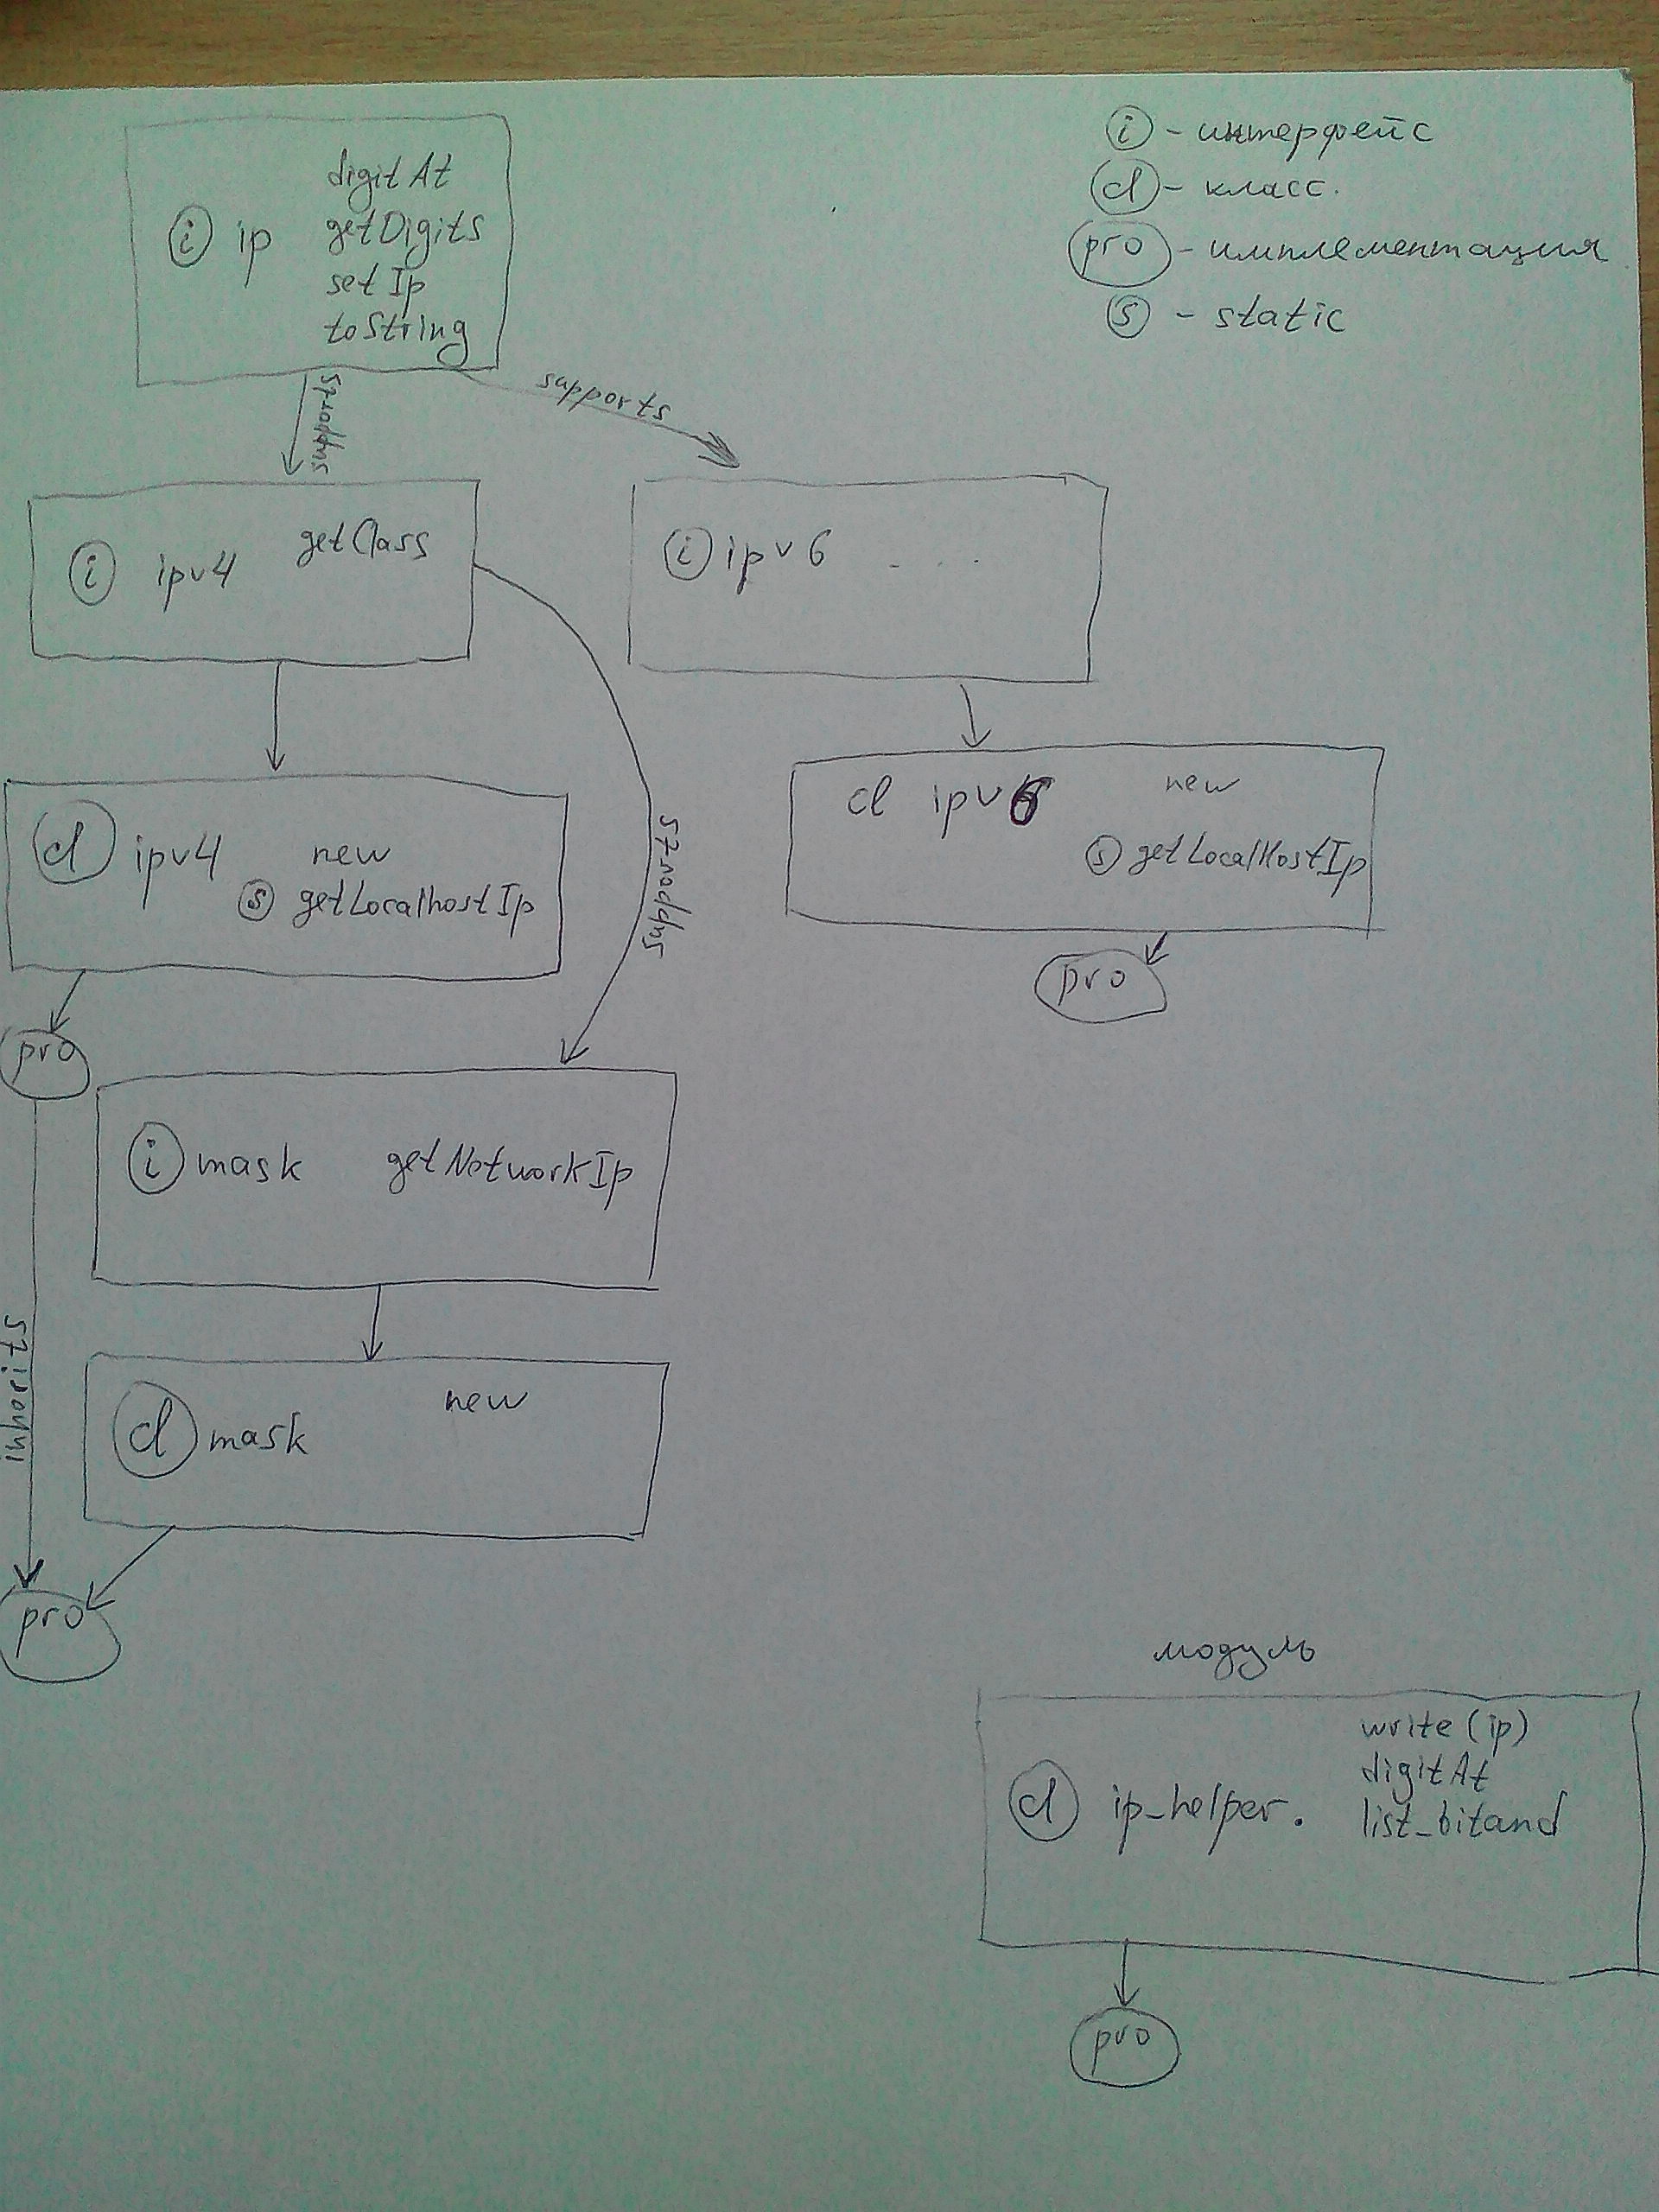 digitAt
i ip getDigits
setIp
toString
i - интерфейс
cl - класс.
pro - имплементация
s - static
supports
supports
i ipv4 getClass
i ipv6 ....
supports
cl ipv4 new
s getLocalhostIp
cl ipv6 new
s getLocalHostIp
pro
pro
i mask getNetworkIp
inherits
cl mask new
pro
модуль
write(ip)
digitAt
cl ip_helper. list_bitand
pro